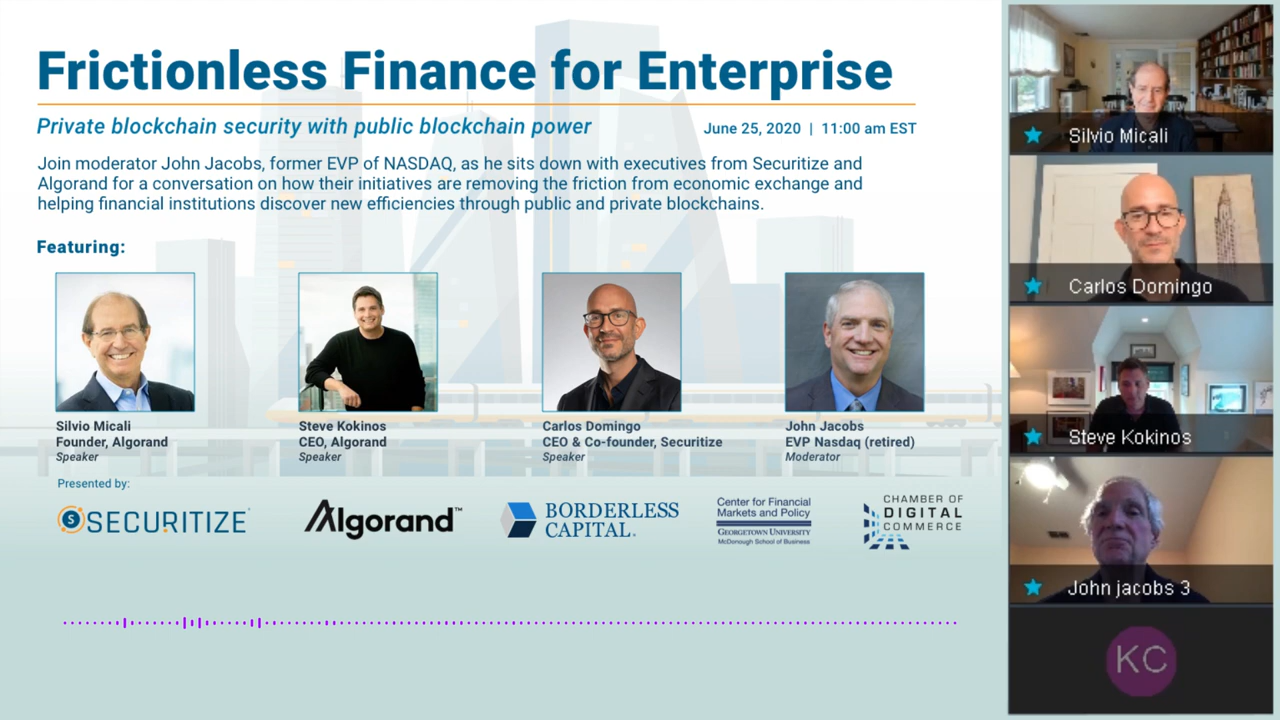 Frictionless Finance for Enterprise
Private blockchain security with public blockchain power
June 25, 2020 | 11:00 am EST
Join moderator John Jacobs, former EVP of NASDAQ, as he sits down with executives from Securitize and
Algorand for a conversation on how their initiatives are removing the friction from economic exchange and
helping financial institutions discover new efficiencies through public and private blockchains.
Featuring:
Silvio Micali
Founder, Algorand
Speaker
Steve Kokinos
CEO, Algorand
Speaker
Carlos Domingo
CEO & Co-founder, Securitize
Speaker
John Jacobs
EVP Nasdaq (retired)
Moderator
Presented by:
S SECURITIZE
Algorand™
BORDERLESS
CAPITAL
Center for Financial
Markets and Policy
GEORGETOWN UNIVERSITY
McDonough School of Business
CHAMBER OF
DIGITAL
COMMERCE
Silvio Micali
Carlos Domingo
Steve Kokinos
John jacobs 3
KC